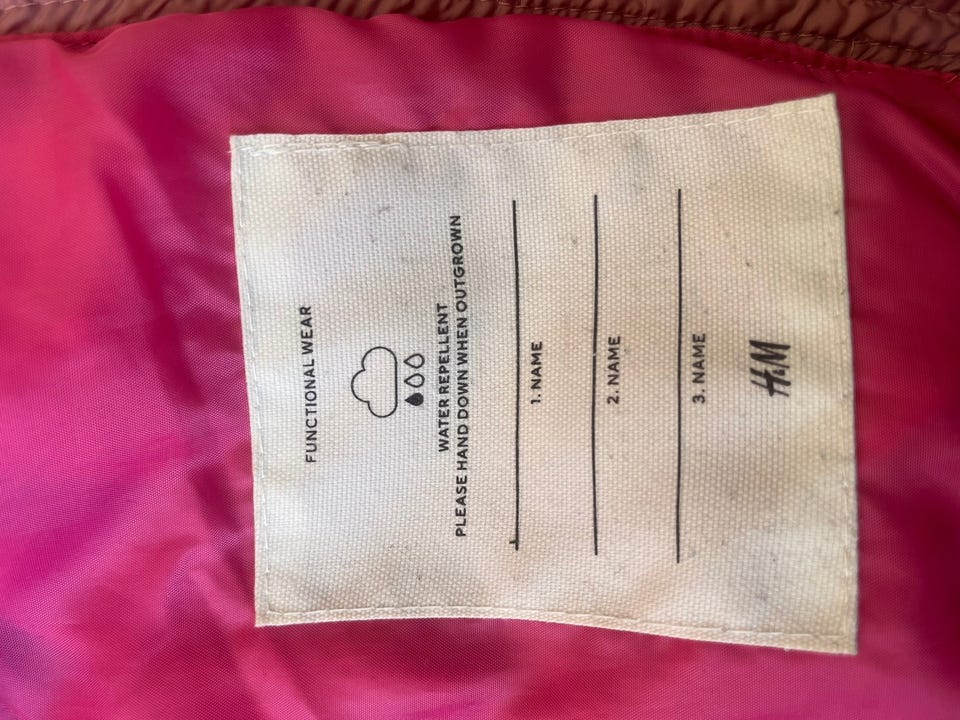 FUNCTIONAL WEAR
WATER REPELLENT
PLEASE HAND DOWN WHEN OUTGROWN
1. NAME
2. NAME
3. NAME
H&M